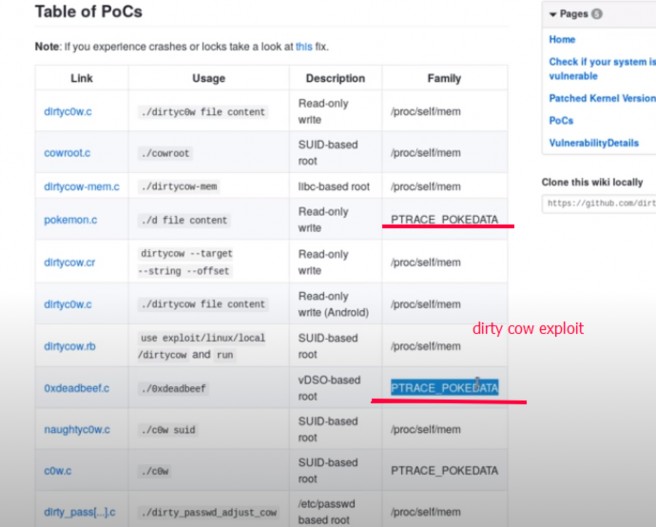 Table of PoCs
Note: If you experience crashes or locks take a look at this fix.
Link Usage Description Family
dirtyc0w.c ./dirtyc0w file content Read-only write /proc/self/mem
cowroot.c ./cowroot SUID-based root /proc/self/mem
dirtycow-mem.c ./dirtycow-mem libc-based root /proc/self/mem
pokemon.c ./d file content Read-only write PTRACE_POKEDATA
dirtycow.cr dirtycow --target --string --offset Read-only write /proc/self/mem
dirtyc0w.c ./dirtycow file content Read-only write (Android) /proc/self/mem
dirtycow.rb use exploit/linux/local /dirtycow and run SUID-based root /proc/self/mem
0xdeadbeef.c ./0xdeadbeef vDSO-based root PTRACE_POKEDATA
naughtyc0w.c ./c0w suid SUID-based root /proc/self/mem
c0w.c ./c0w SUID-based root PTRACE_POKEDATA
dirty_pass[...].c ./dirty_passwd_adjust_cow /etc/passwd based root /proc/self/mem
dirty cow exploit
Pages 5
Home
Check if your system is
vulnerable
Patched Kernel Version
PoCs
VulnerabilityDetails
Clone this wiki locally
https://github.com/dirt